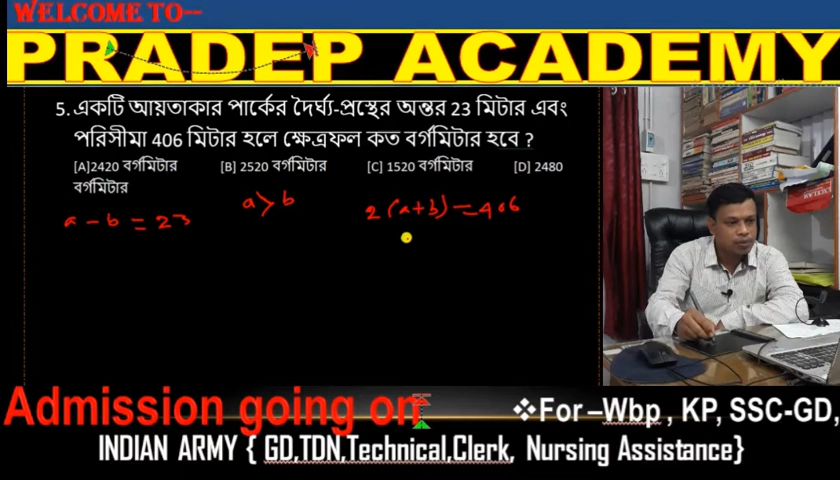 WELCOME TO--
PRADEP ACADEMY
5. একটি আয়তাকার পার্কের দৈর্ঘ্য-প্রস্থের অন্তর 23 মিটার এবং
পরিসীমা 406 মিটার হলে ক্ষেত্রফল কত বর্গমিটার হবে ?
[A]2420 বর্গমিটার [B] 2520 বর্গমিটার [C] 1520 বর্গমিটার [D] 2480
বর্গমিটার
a - b = 23 a > b 2(a+b) = 406
Admission going on ❖For –Wbp , KP, SSC-GD,
INDIAN ARMY { GD,TDN,Technical,Clerk, Nursing Assistance}